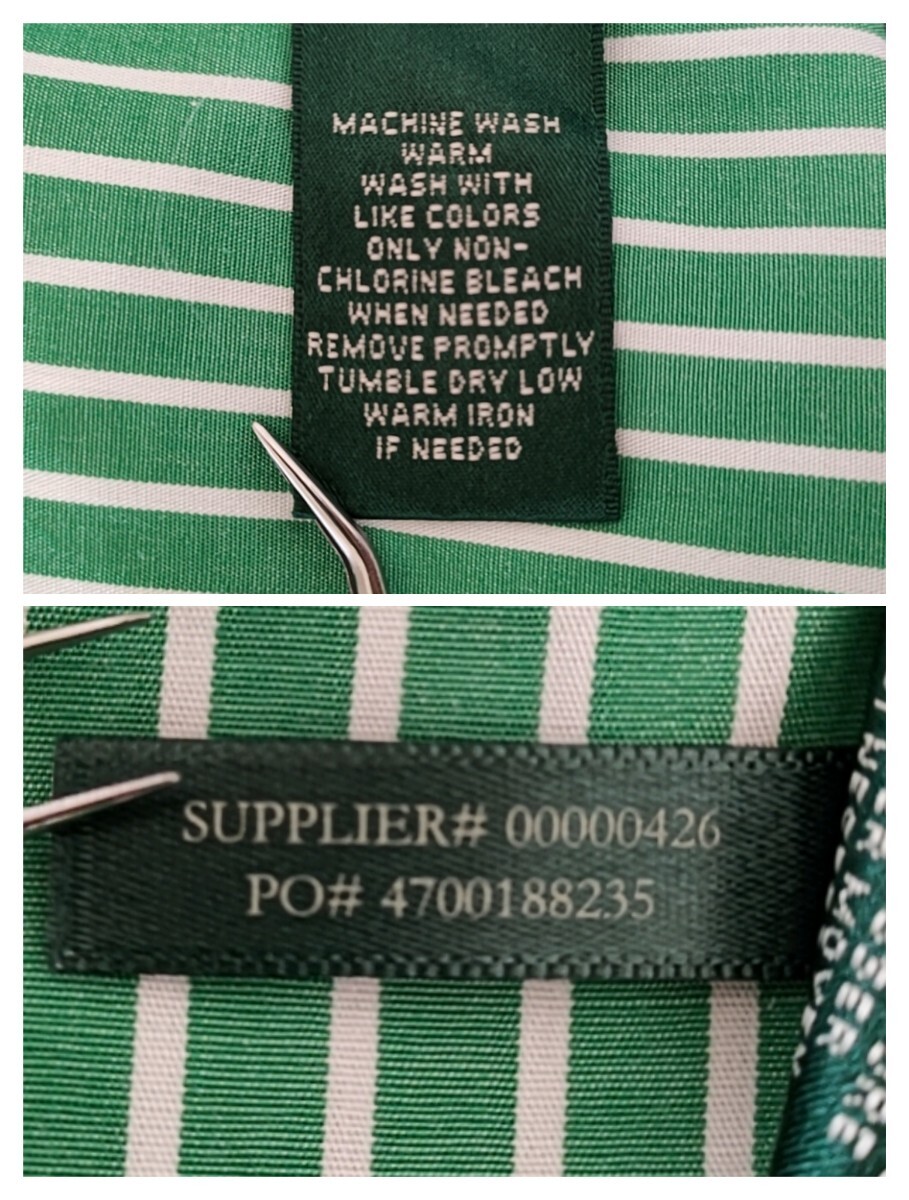 MACHINE WASH
WARM
WASH WITH
LIKE COLORS
ONLY NON-
CHLORINE BLEACH
WHEN NEEDED
REMOVE PROMPTLY
TUMBLE DRY LOW
WARM IRON
IF NEEDED
SUPPLIER# 00000426
PO# 4700188235